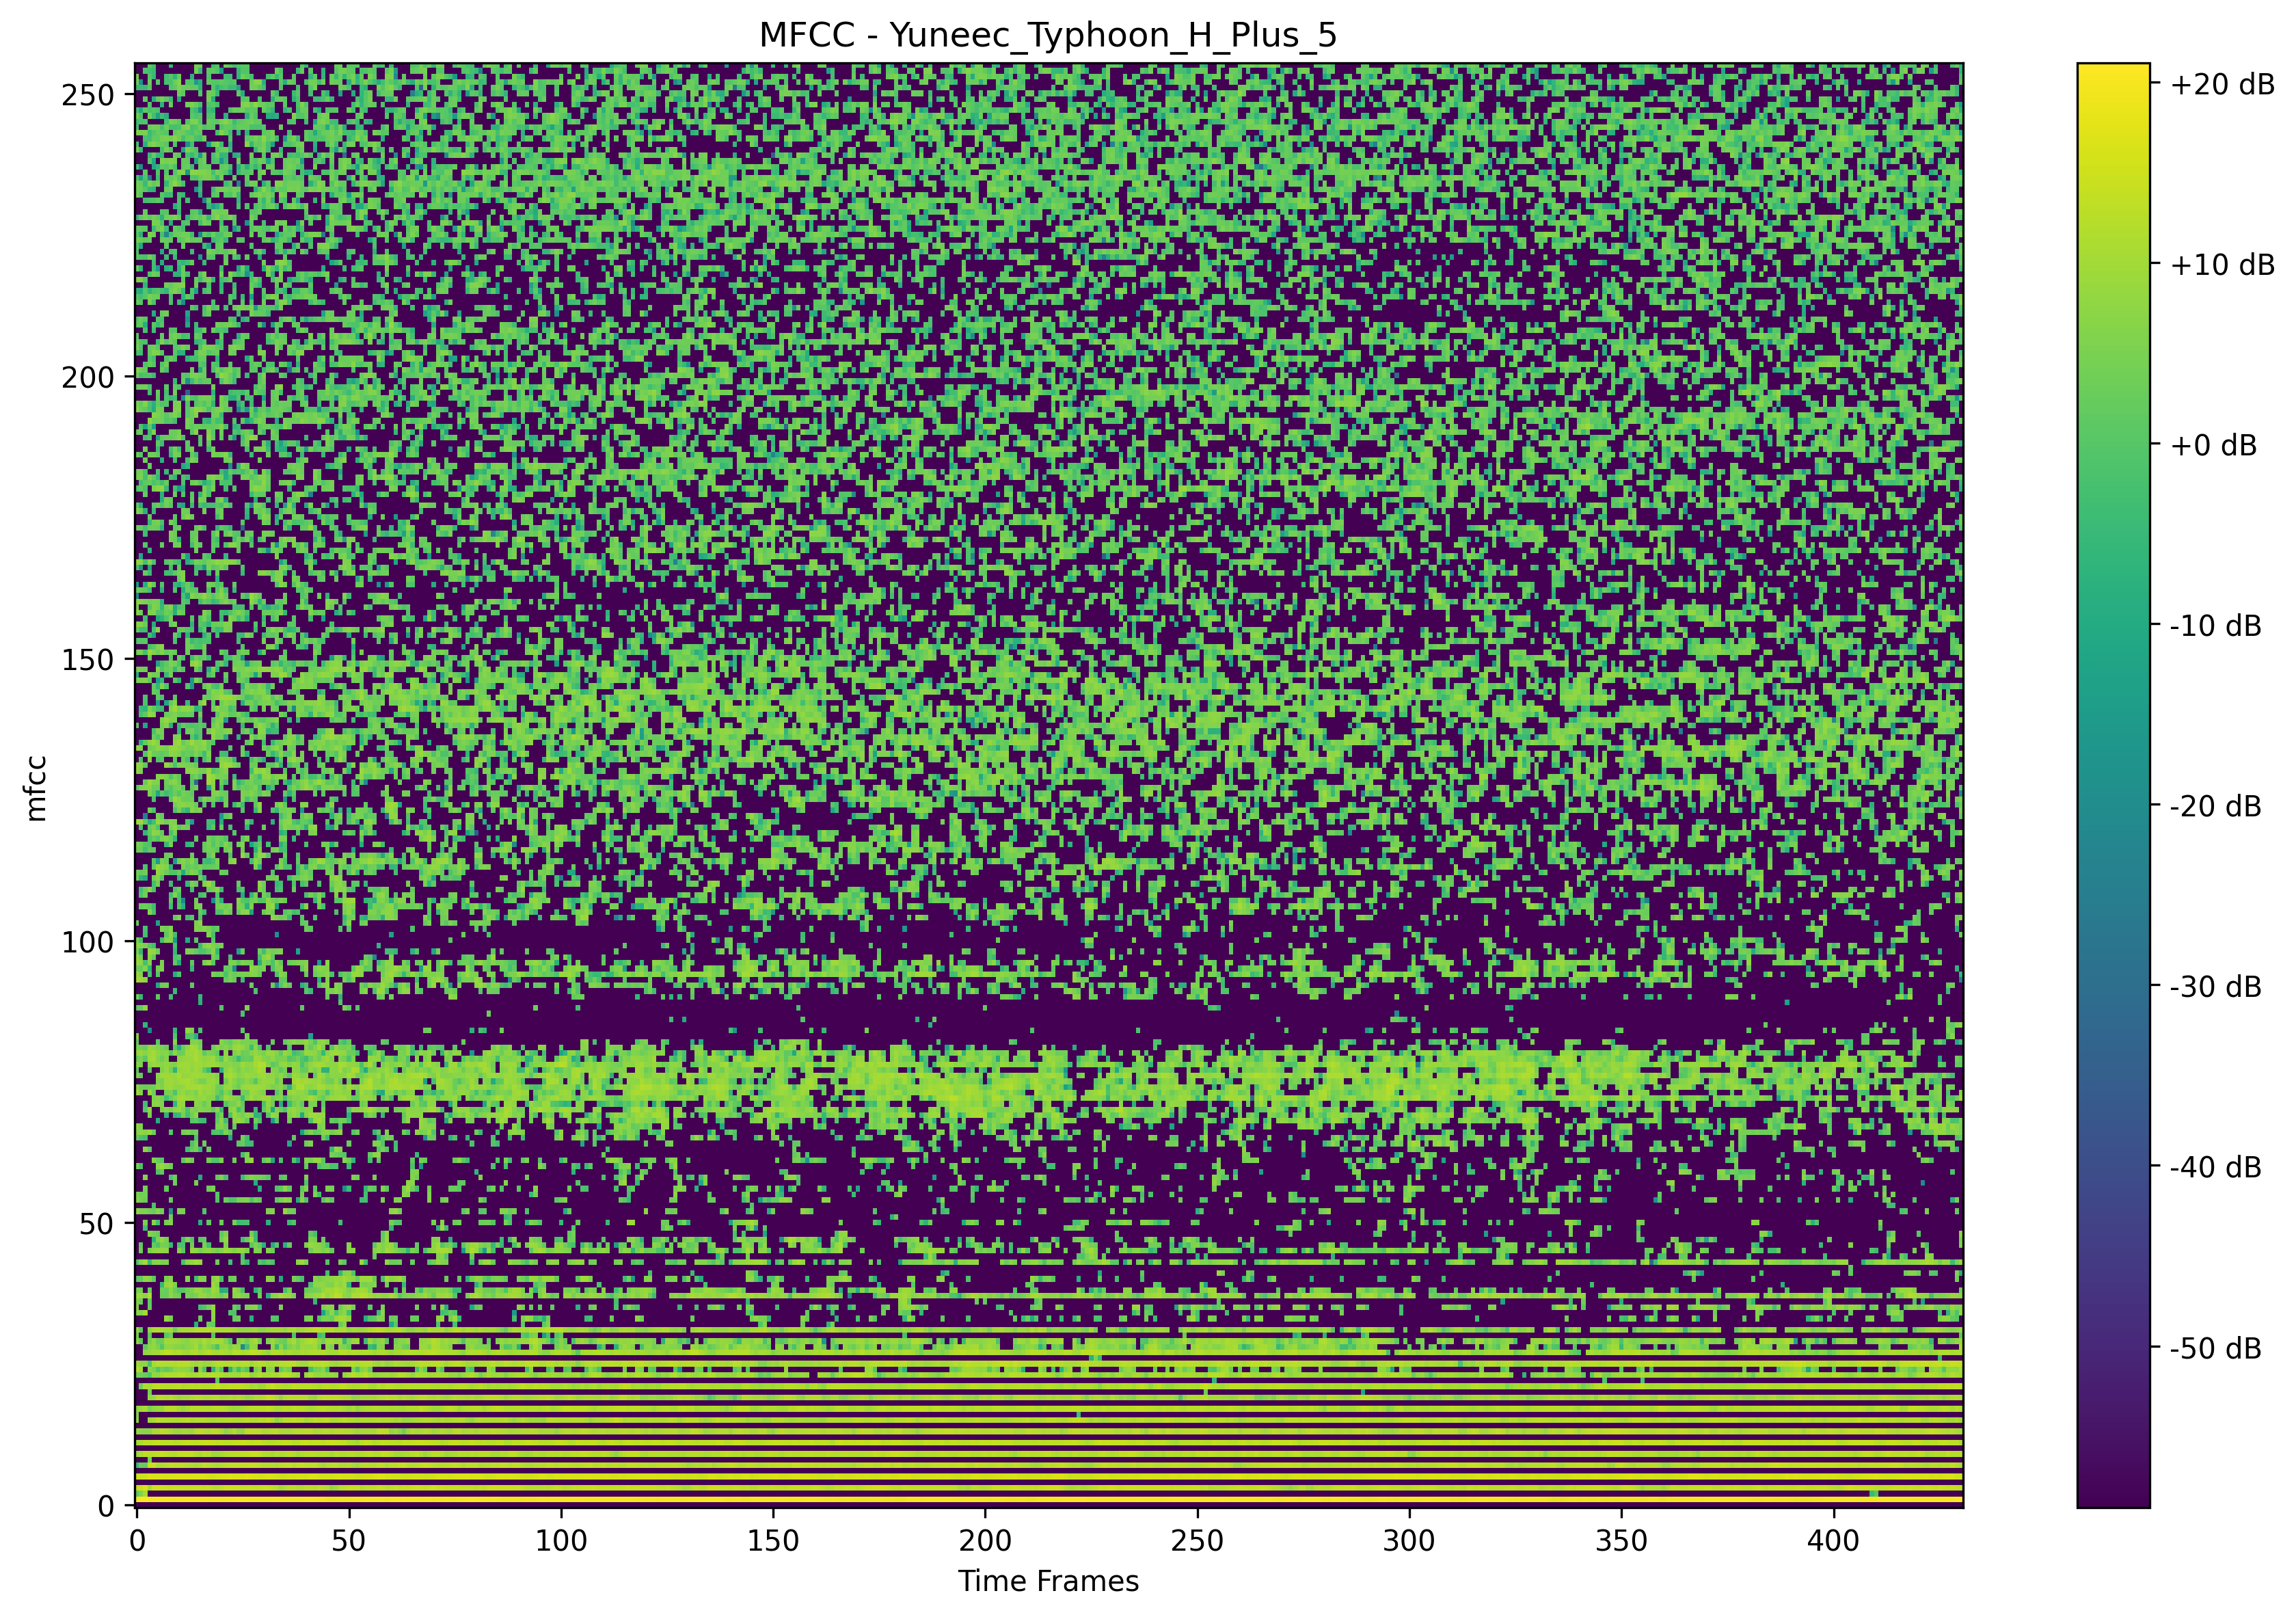 MFCC - Yuneec_Typhoon_H_Plus_5
mfcc
250
200
150
100
50
0
0 50 100 150 200 250 300 350 400
Time Frames
+20 dB
+10 dB
+0 dB
-10 dB
-20 dB
-30 dB
-40 dB
-50 dB